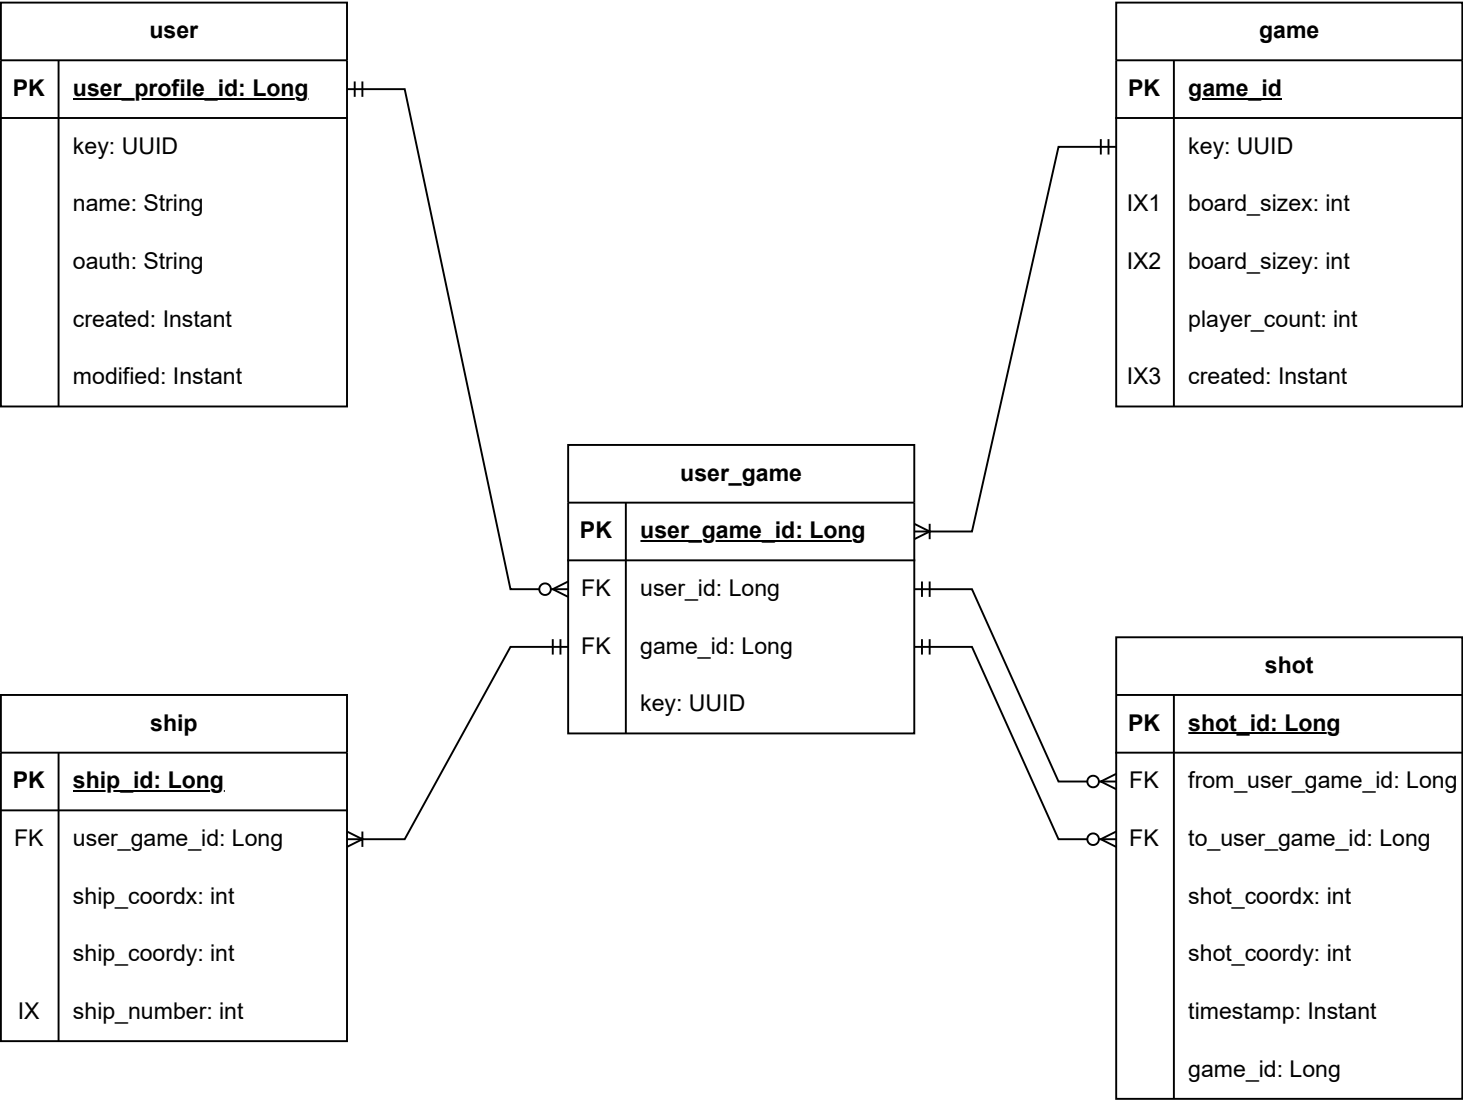 user
PK user_profile_id: Long
key: UUID
name: String
oauth: String
created: Instant
modified: Instant
game
PK game_id
key: UUID
IX1 board_sizex: int
IX2 board_sizey: int
player_count: int
IX3 created: Instant
user_game
PK user_game_id: Long
FK user_id: Long
FK game_id: Long
key: UUID
ship
PK ship_id: Long
FK user_game_id: Long
ship_coordx: int
ship_coordy: int
IX ship_number: int
shot
PK shot_id: Long
FK from_user_game_id: Long
FK to_user_game_id: Long
shot_coordx: int
shot_coordy: int
timestamp: Instant
game_id: Long